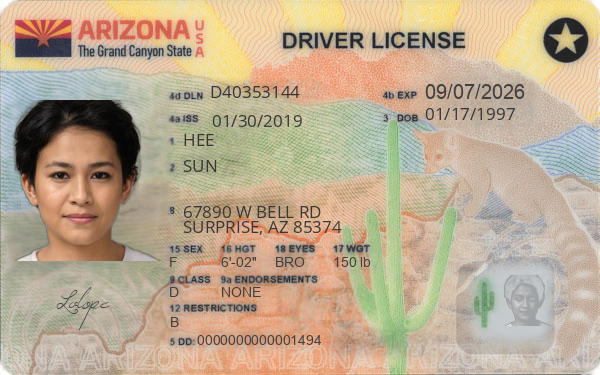 ARIZONA USA
The Grand Canyon State
DRIVER LICENSE
4d DLN D40353144
4b EXP 09/07/2026
4a ISS 01/30/2019
3 DOB 01/17/1997
1 HEE
2 SUN
8 67890 W BELL RD
SURPRISE, AZ 85374
15 SEX 16 HGT 18 EYES 17 WGT
F 6'-02" BRO 150 lb
9 CLASS 9a ENDORSEMENTS
D NONE
12 RESTRICTIONS
B
5 DD: 0000000000001494
ARIZONA ARIZONA ARIZONA ARIZONA